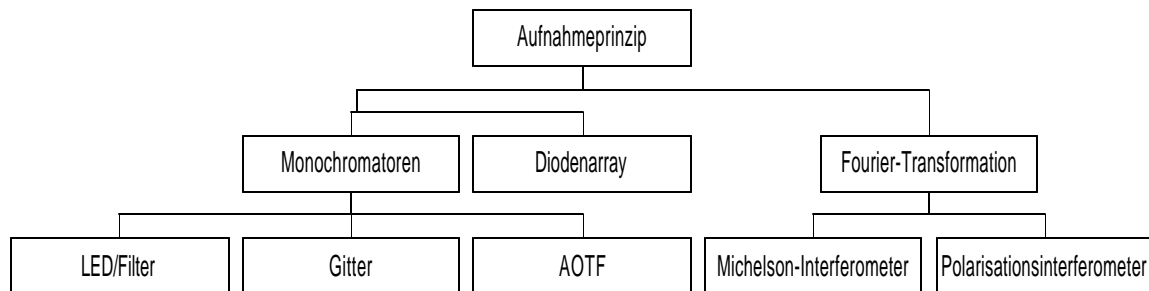 Aufnahmeprinzip
Monochromatoren
Diodenarray
Fourier-Transformation
LED/Filter
Gitter
AOTF
Michelson-Interferometer
Polarisationsinterferometer